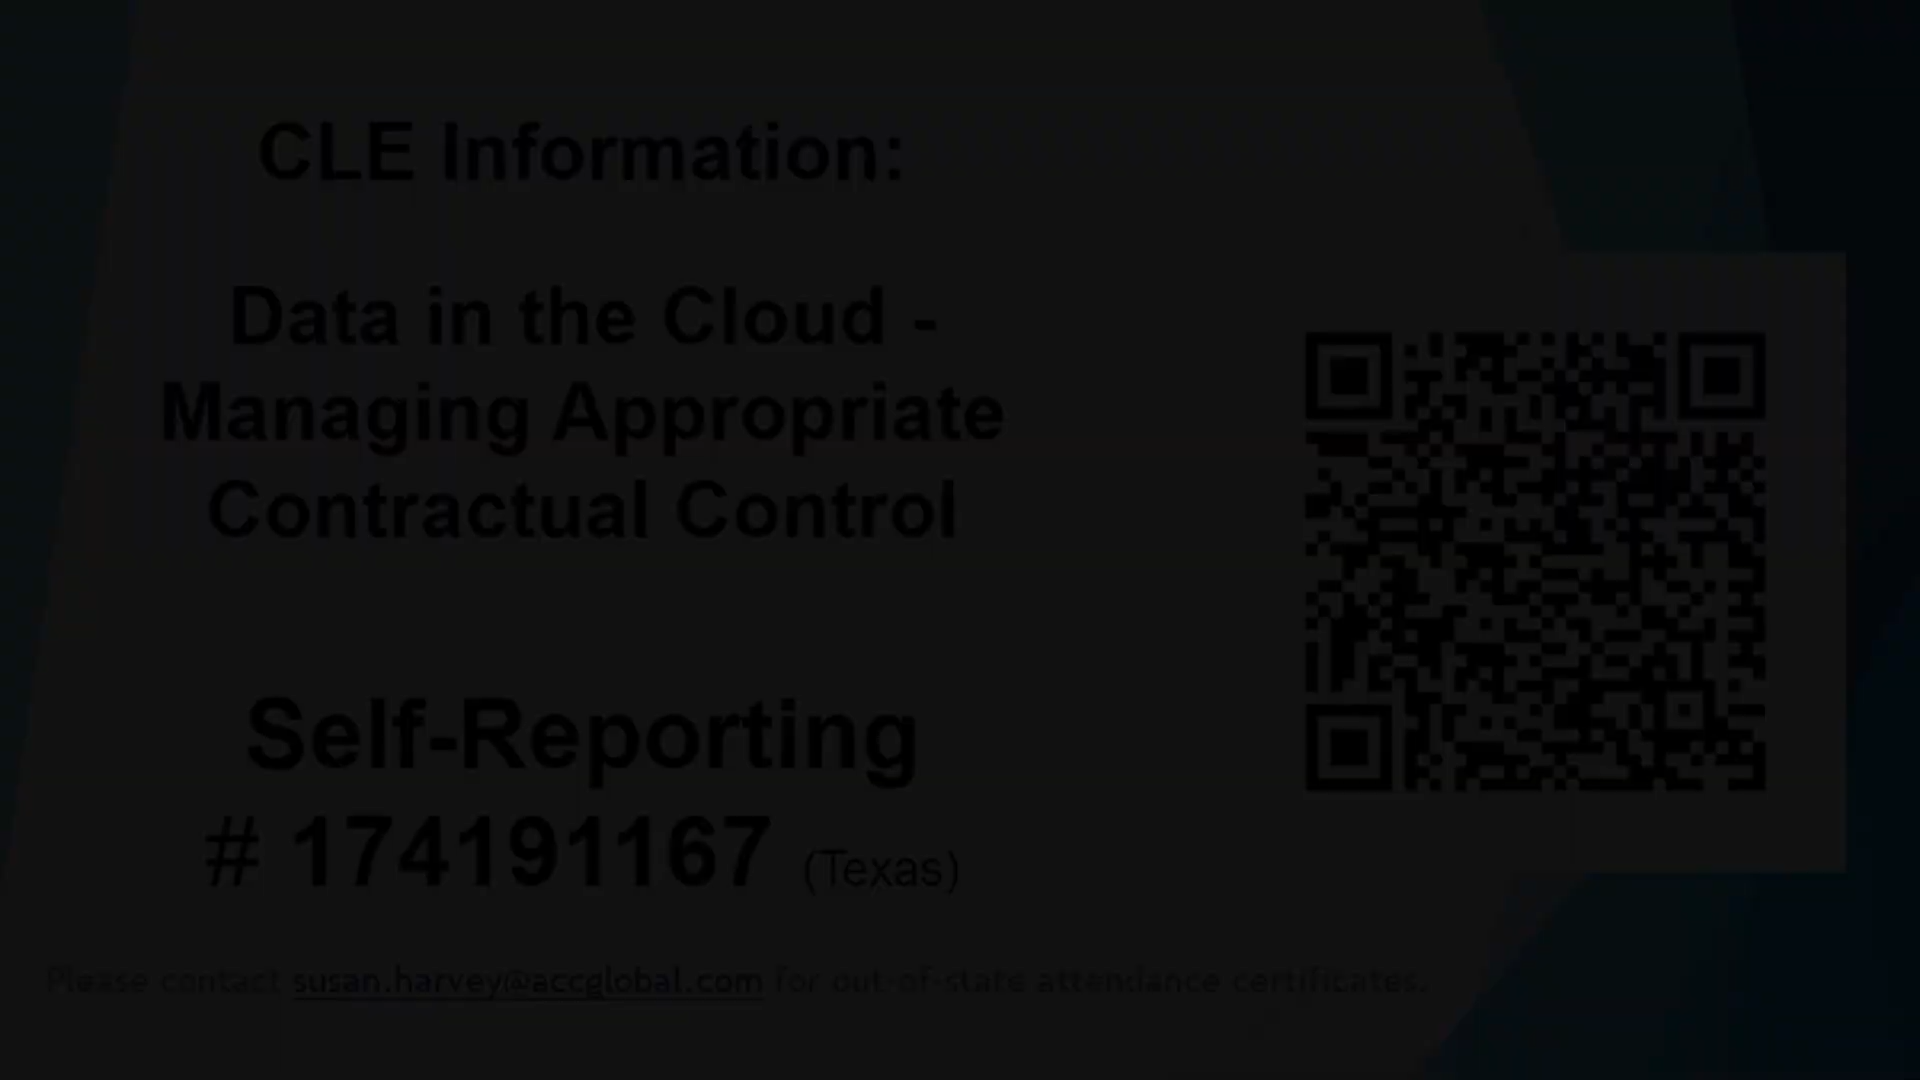 CLE Information:
Data in the Cloud -
Managing Appropriate
Contractual Control
Self-Reporting
# 174191167 (Texas)
Please contact susan.harvey@accglobal.com for out-of-state attendance certificates.